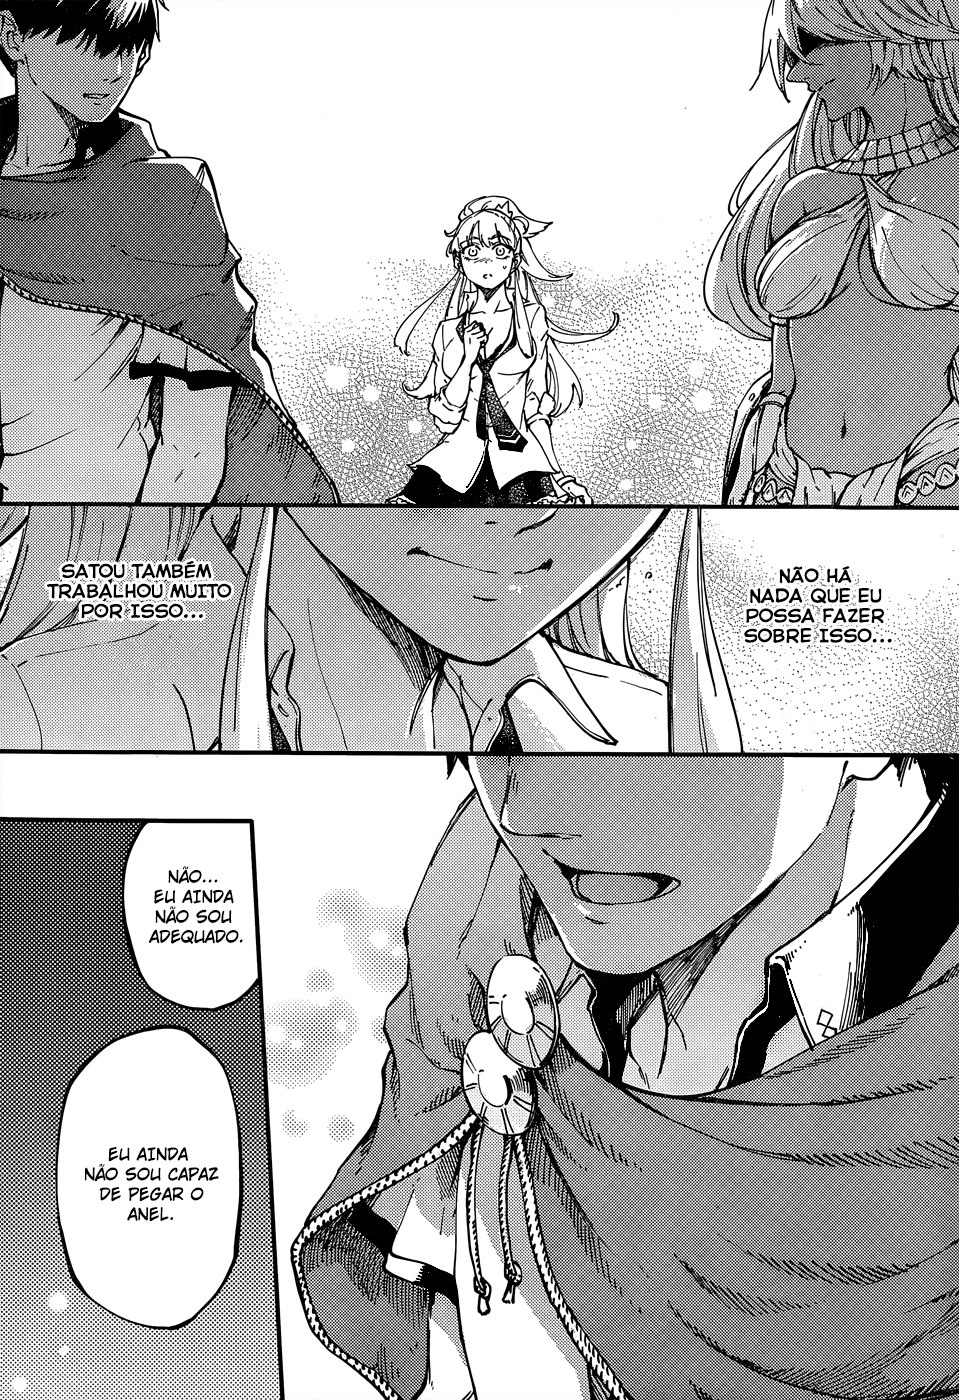 NÃO HÁ
NADA QUE EU
POSSA FAZER
SOBRE ISSO...
SATOU TAMBÉM
TRABALHOU MUITO
POR ISSO...
NÃO...
EU AINDA
NÃO SOU
ADEQUADO.
EU AINDA
NÃO SOU CAPAZ
DE PEGAR O
ANEL.